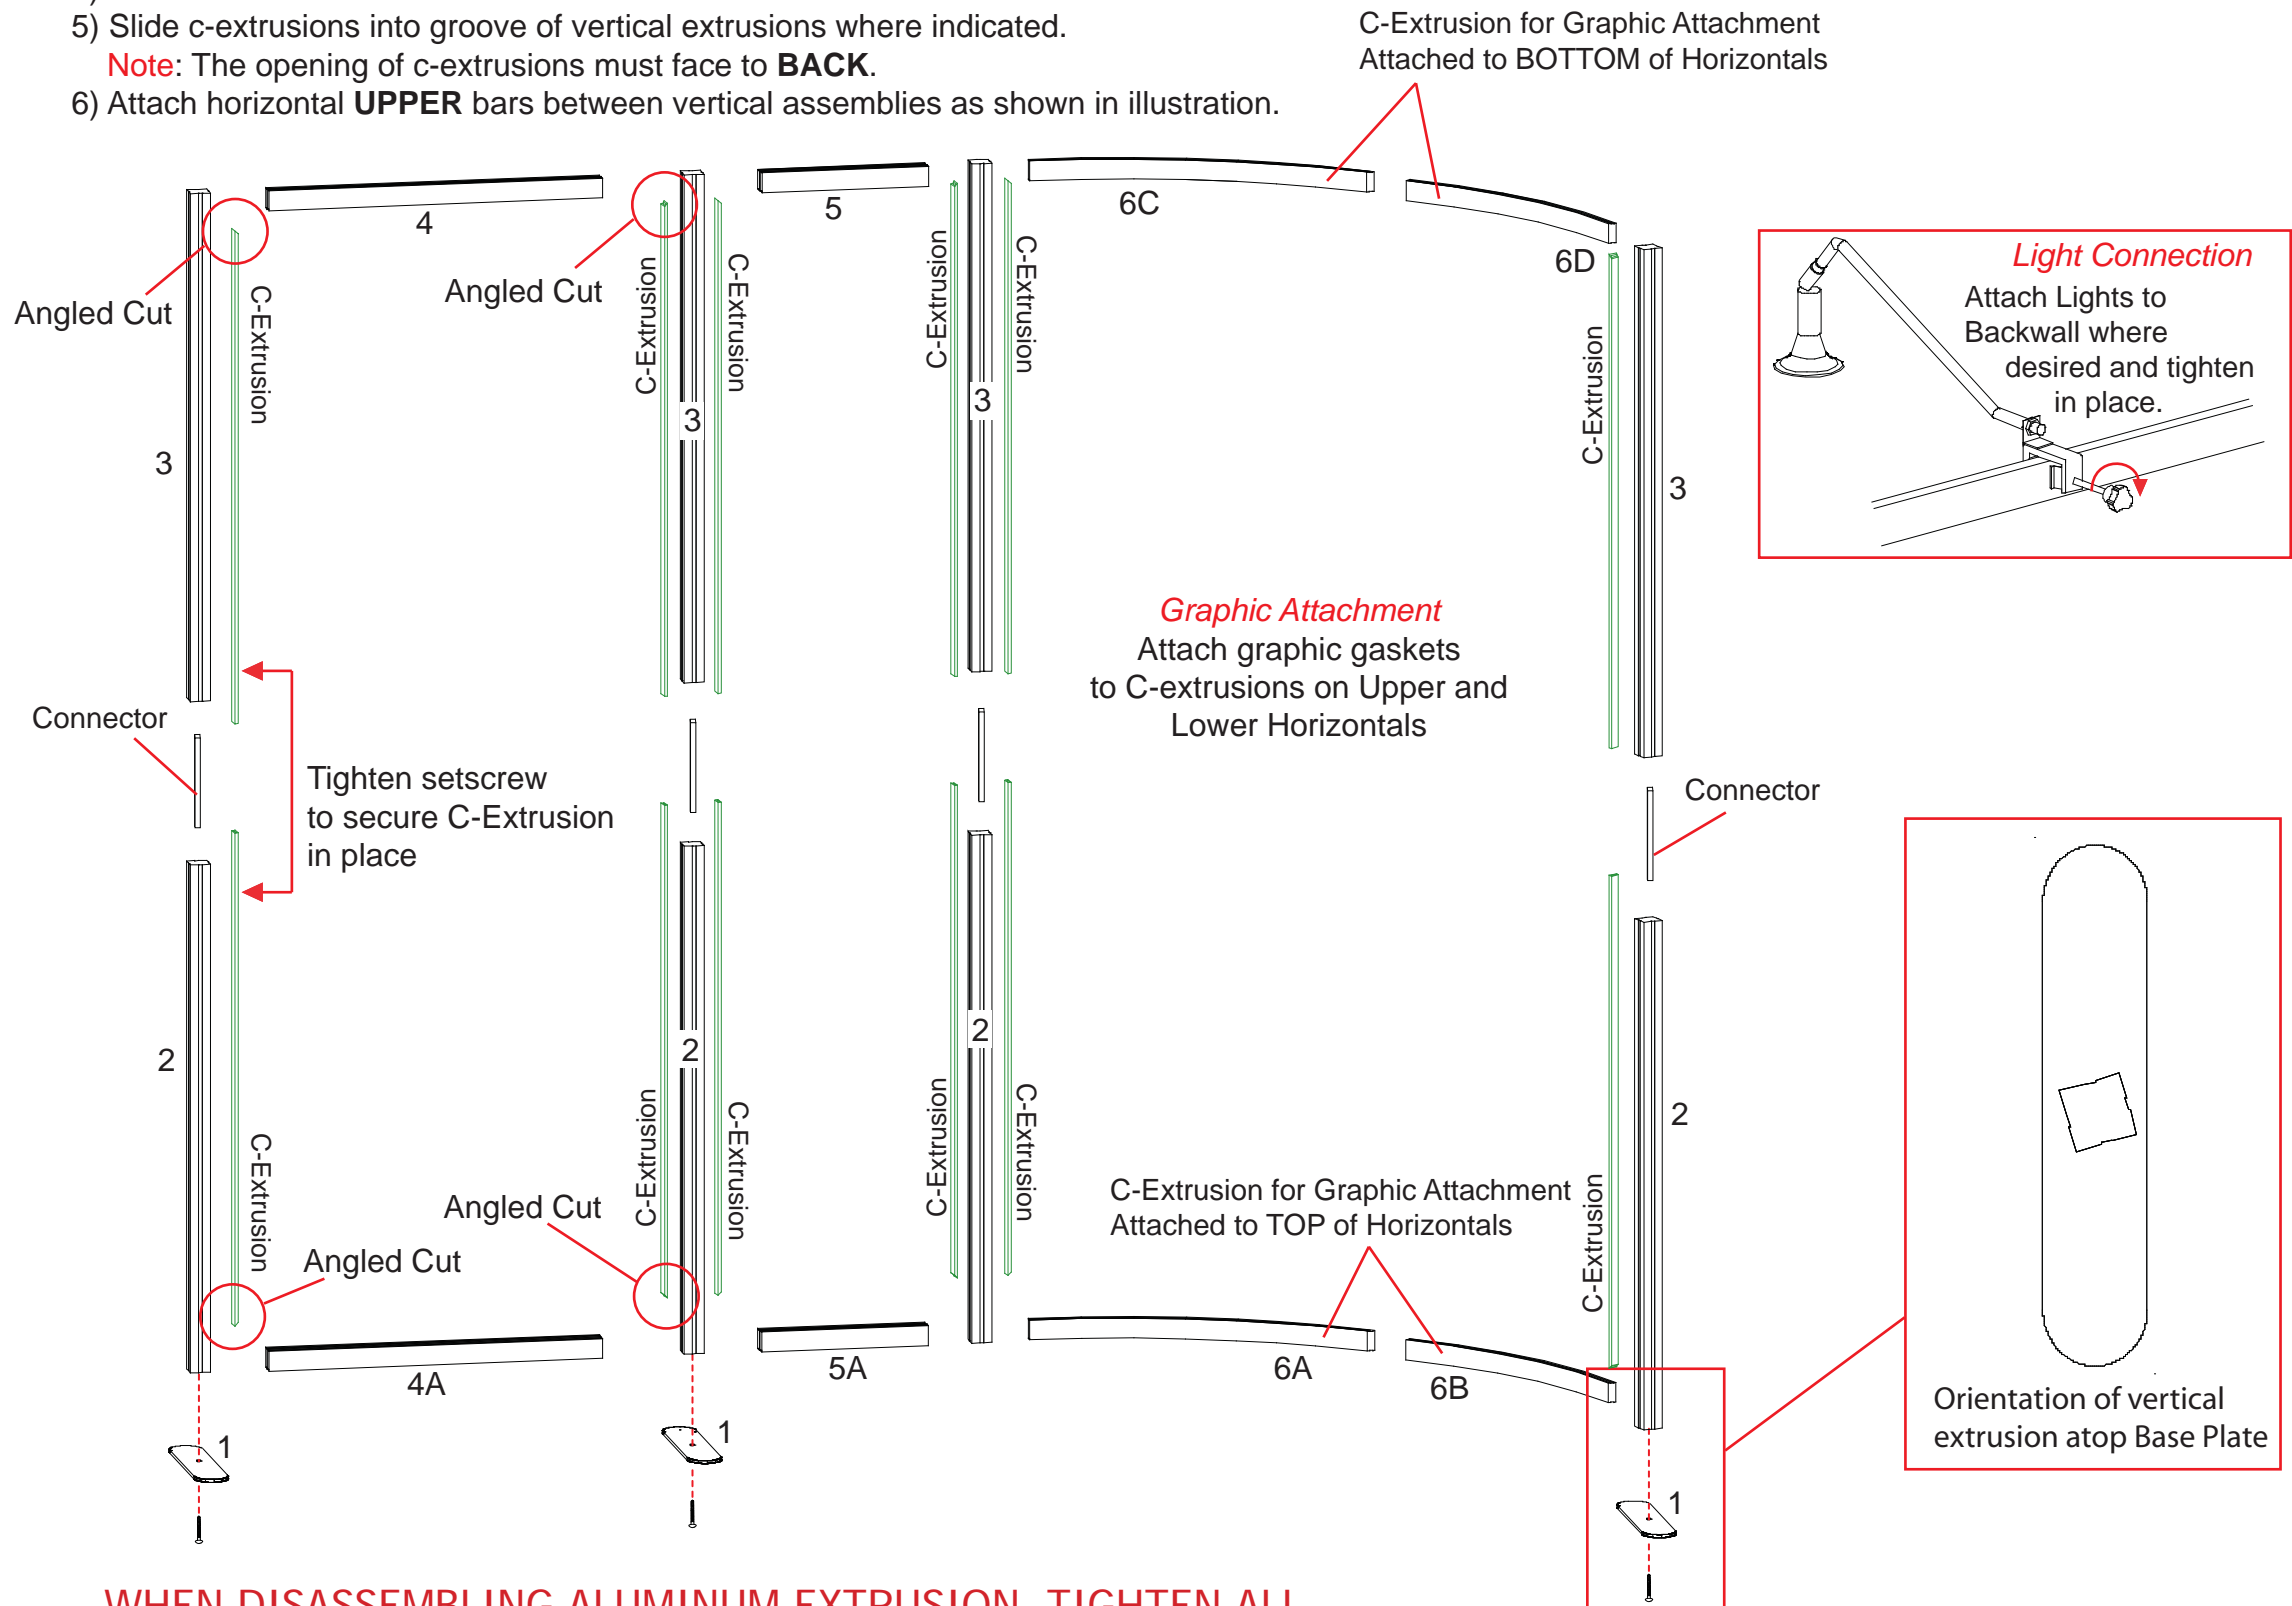 5) Slide c-extrusions into groove of vertical extrusions where indicated.
Note: The opening of c-extrusions must face to BACK.
6) Attach horizontal UPPER bars between vertical assemblies as shown in illustration.
C-Extrusion for Graphic Attachment
Attached to BOTTOM of Horizontals
4
5
6C
6D
Angled Cut
Angled Cut
C-Extrusion
C-Extrusion
C-Extrusion
C-Extrusion
C-Extrusion
C-Extrusion
3
3
3
3
Light Connection
Attach Lights to
Backwall where
desired and tighten
in place.
Graphic Attachment
Attach graphic gaskets
to C-extrusions on Upper and
Lower Horizontals
Connector
Tighten setscrew
to secure C-Extrusion
in place
Connector
2
2
2
2
C-Extrusion
C-Extrusion
C-Extrusion
C-Extrusion
C-Extrusion
C-Extrusion
Angled Cut
Angled Cut
C-Extrusion for Graphic Attachment
Attached to TOP of Horizontals
4A
5A
6A
6B
1
1
1
Orientation of vertical
extrusion atop Base Plate
WHEN DISASSEMBLING ALUMINUM EXTRUSION, TIGHTEN ALL